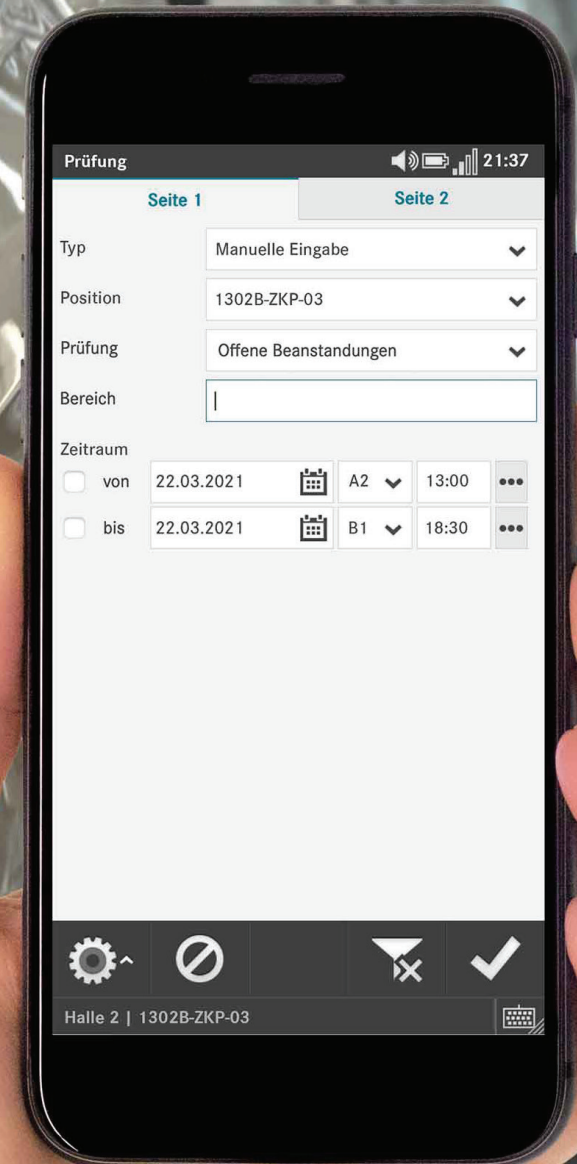 Prüfung 21:37
Seite 1 Seite 2
Typ Manuelle Eingabe
Position 1302B-ZKP-03
Prüfung Offene Beanstandungen
Bereich
Zeitraum
von 22.03.2021 A2 13:00
bis 22.03.2021 B1 18:30
Halle 2 | 1302B-ZKP-03